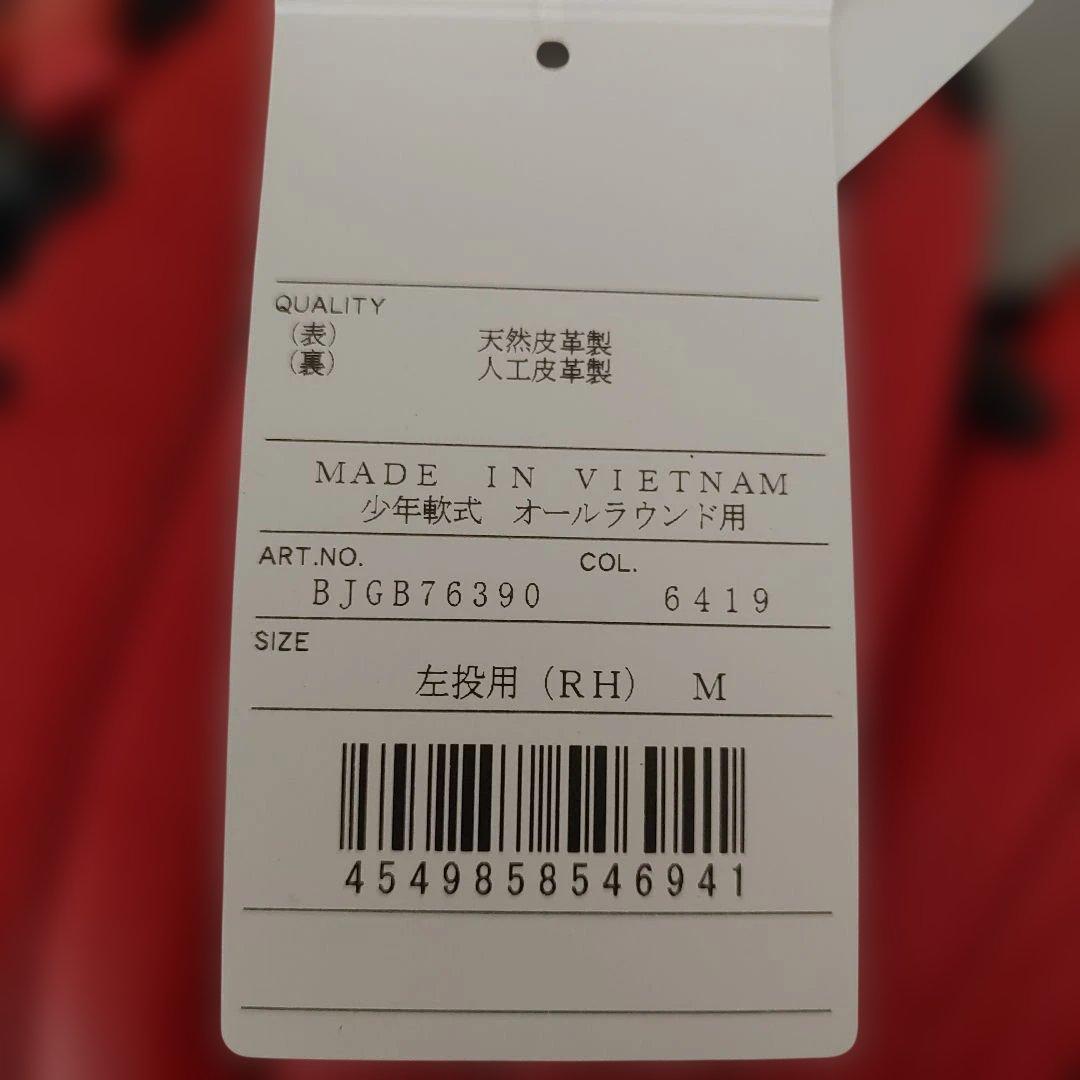 QUALITY
（表） 天然皮革製
（裏） 人工皮革製
MADE IN VIETNAM
少年軟式 オールラウンド用
ART.NO. COL.
BJGB76390 6419
SIZE
左投用（RH） M
4549858546941